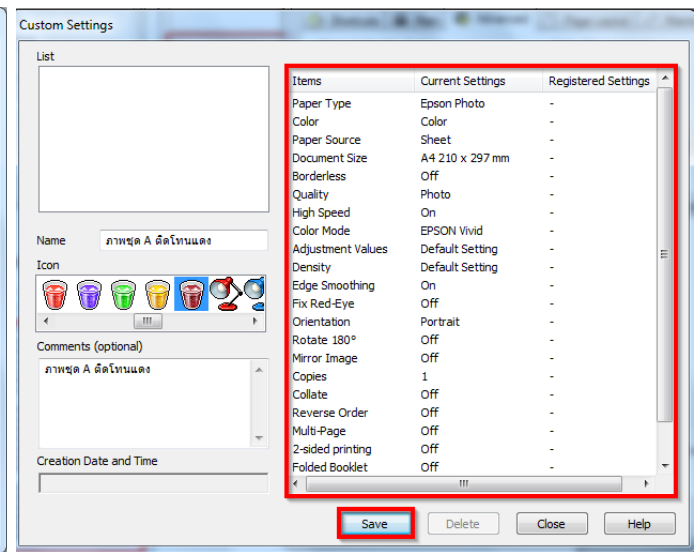 Custom Settings
List
Name ภาพชุด A ติดโทนแดง
Icon
Comments (optional)
ภาพชุด A ติดโทนแดง
Creation Date and Time
Items Current Settings Registered Settings
Paper Type Epson Photo -
Color Color -
Paper Source Sheet -
Document Size A4 210 x 297 mm -
Borderless Off -
Quality Photo -
High Speed On -
Color Mode EPSON Vivid -
Adjustment Values Default Setting -
Density Default Setting -
Edge Smoothing On -
Fix Red-Eye Off -
Orientation Portrait -
Rotate 180° Off -
Mirror Image Off -
Copies 1 -
Collate Off -
Reverse Order Off -
Multi-Page Off -
2-sided printing Off -
Folded Booklet Off -
Save Delete Close Help